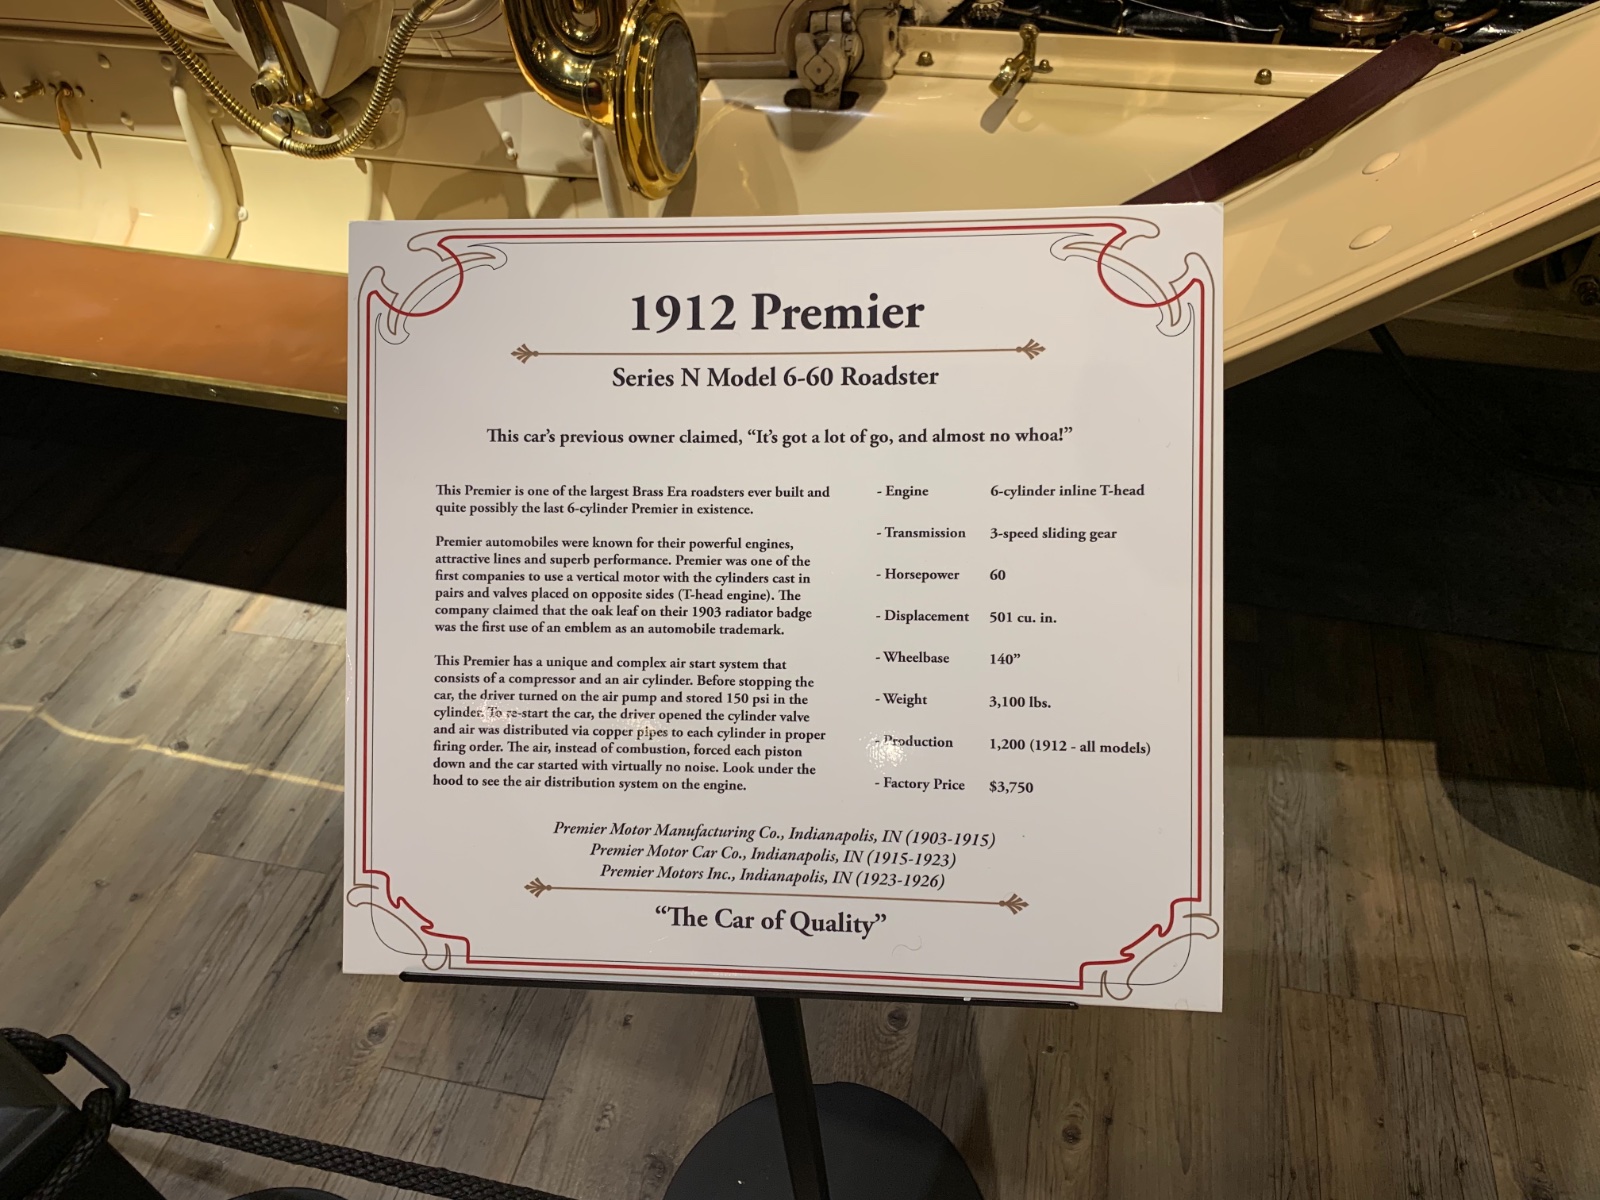 1912 Premier
Series N Model 6-60 Roadster
This car's previous owner claimed, “It's got a lot of go, and almost no whoa!”
This Premier is one of the largest Brass Era roadsters ever built and
quite possibly the last 6-cylinder Premier in existence.
Premier automobiles were known for their powerful engines,
attractive lines and superb performance. Premier was one of the
first companies to use a vertical motor with the cylinders cast in
pairs and valves placed on opposite sides (T-head engine). The
company claimed that the oak leaf on their 1903 radiator badge
was the first use of an emblem as an automobile trademark.
This Premier has a unique and complex air start system that
consists of a compressor and an air cylinder. Before stopping the
car, the driver turned on the air pump and stored 150 psi in the
cylinder. To re-start the car, the driver opened the cylinder valve
and air was distributed via copper pipes to each cylinder in proper
firing order. The air, instead of combustion, forced each piston
down and the car started with virtually no noise. Look under the
hood to see the air distribution system on the engine.
- Engine 6-cylinder inline T-head
- Transmission 3-speed sliding gear
- Horsepower 60
- Displacement 501 cu. in.
- Wheelbase 140”
- Weight 3,100 lbs.
- Production 1,200 (1912 - all models)
- Factory Price $3,750
Premier Motor Manufacturing Co., Indianapolis, IN (1903-1915)
Premier Motor Car Co., Indianapolis, IN (1915-1923)
Premier Motors Inc., Indianapolis, IN (1923-1926)
“The Car of Quality”